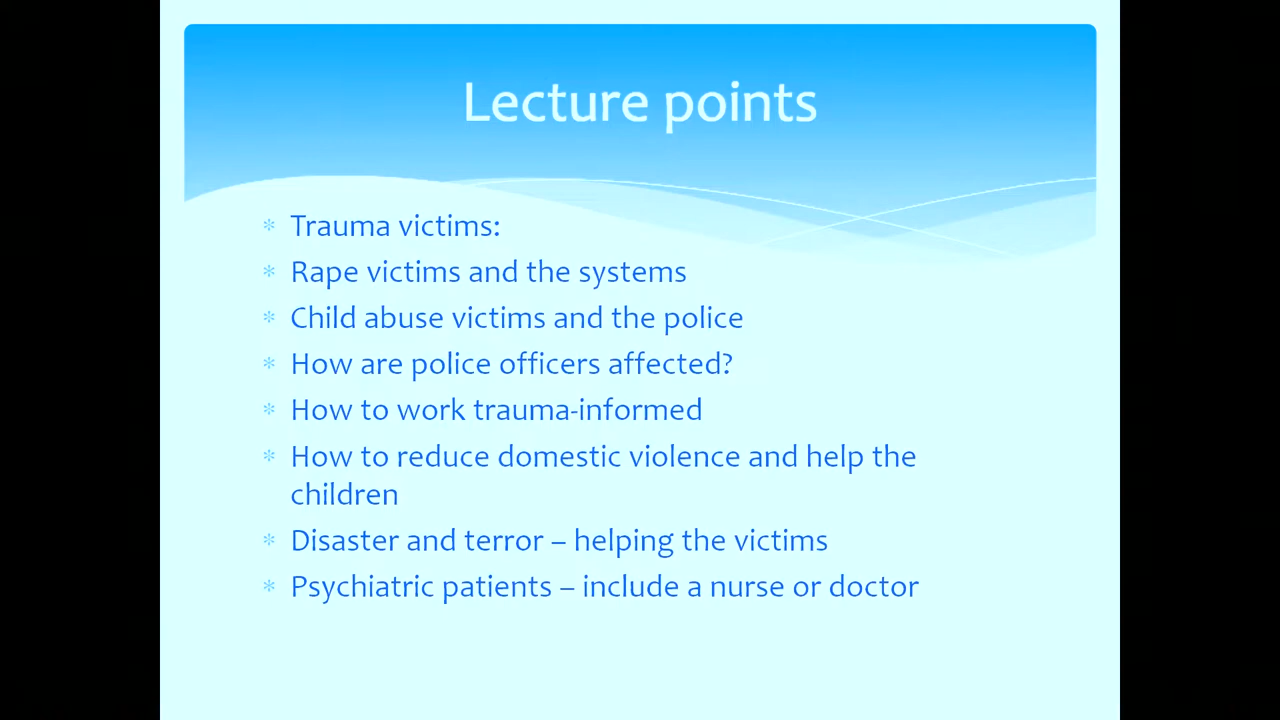 Lecture points
* Trauma victims:
* Rape victims and the systems
* Child abuse victims and the police
* How are police officers affected?
* How to work trauma-informed
* How to reduce domestic violence and help the
children
* Disaster and terror – helping the victims
* Psychiatric patients – include a nurse or doctor